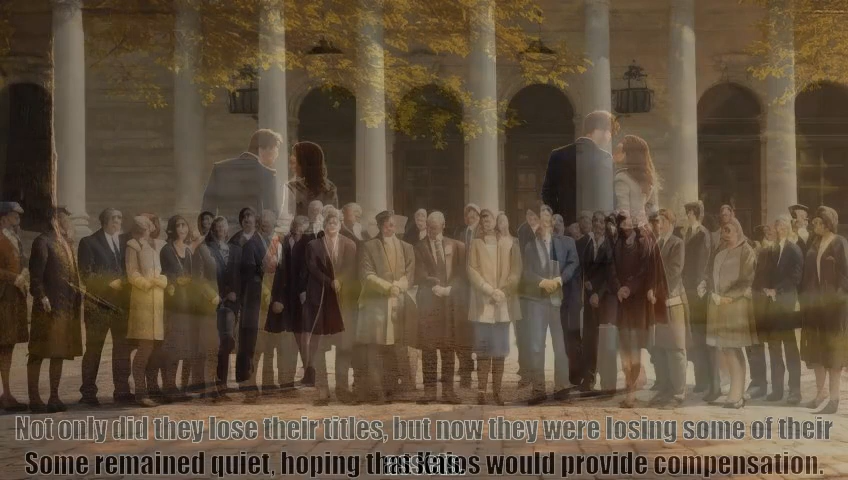 Not only did they lose their titles, but now they were losing some of their
Some remained quiet, hoping that would provide compensation.